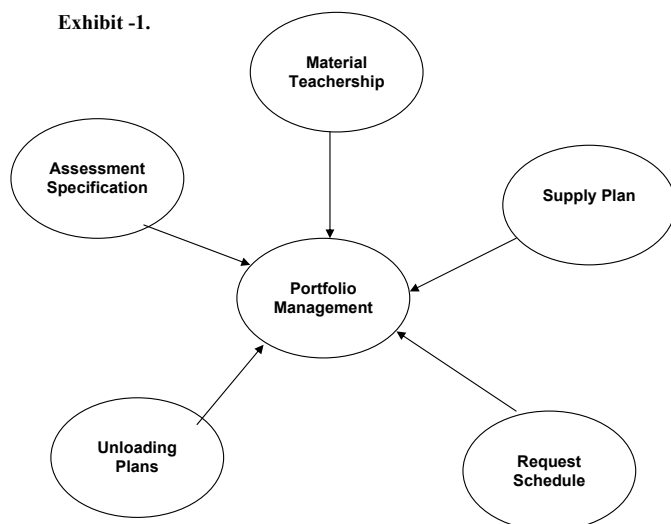 Exhibit -1.
Material
Teachership
Assessment
Specification
Supply Plan
Portfolio
Management
Unloading
Plans
Request
Schedule